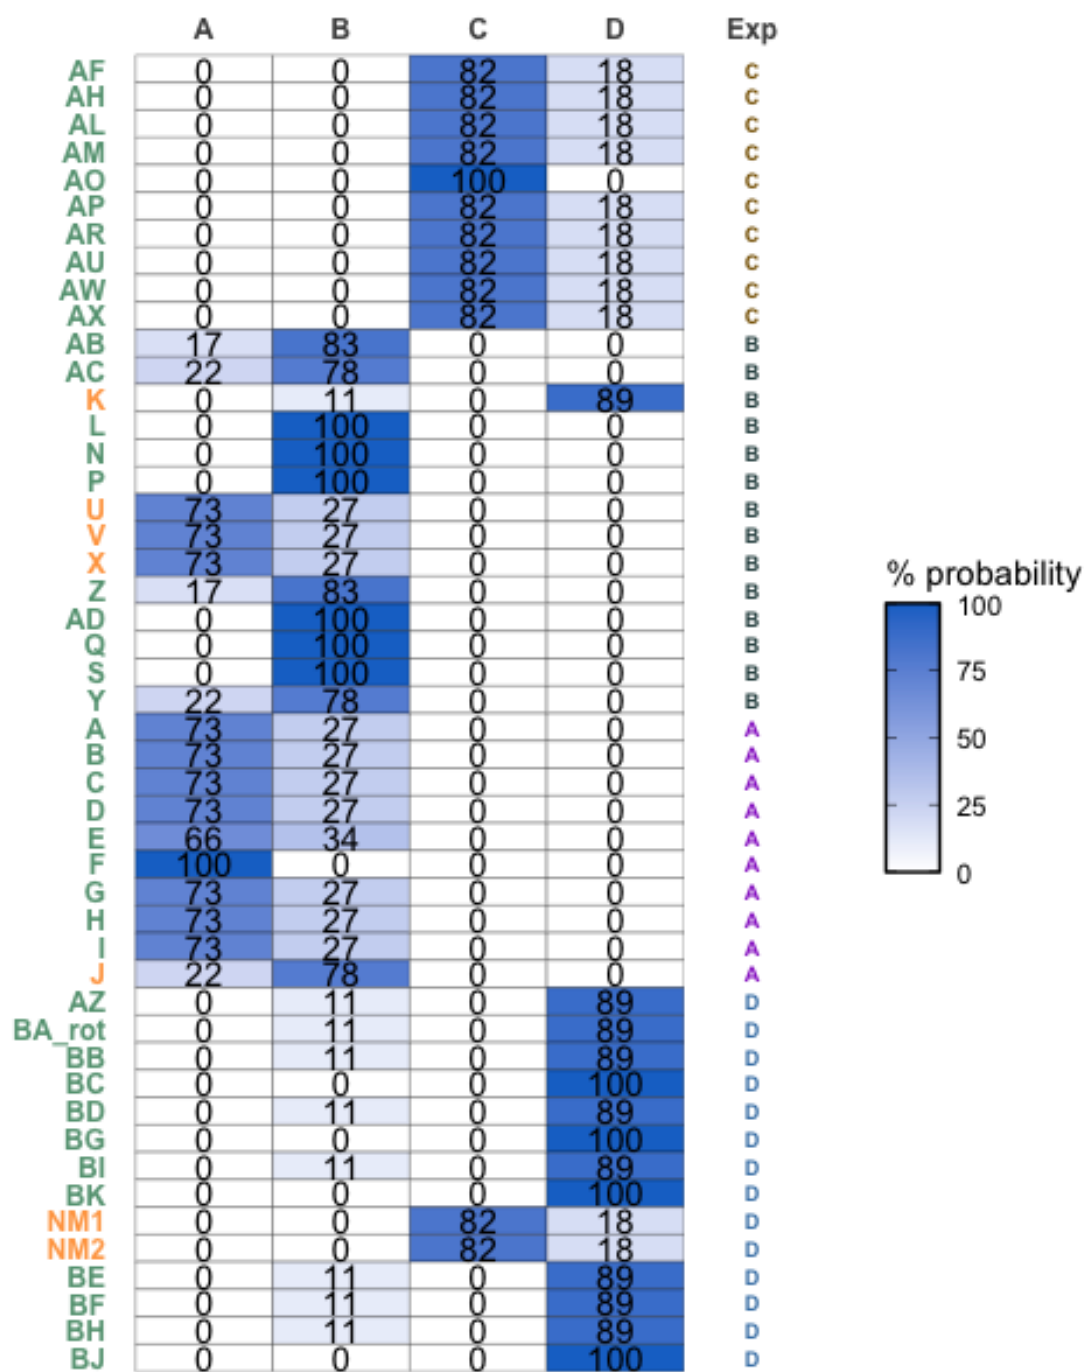 A B C D Exp
AF 0 0 82 18 C
AH 0 0 82 18 C
AL 0 0 82 18 C
AM 0 0 82 18 C
AO 0 0 100 0 C
AP 0 0 82 18 C
AR 0 0 82 18 C
AU 0 0 82 18 C
AW 0 0 82 18 C
AX 0 0 82 18 C
AB 17 83 0 0 B
AC 22 78 0 0 B
K 0 11 0 89 B
L 0 100 0 0 B
N 0 100 0 0 B
P 0 100 0 0 B
U 73 27 0 0 B
V 73 27 0 0 B
X 73 27 0 0 B
Z 17 83 0 0 B
AD 0 100 0 0 B
Q 0 100 0 0 B
S 0 100 0 0 B
Y 22 78 0 0 B
A 73 27 0 0 A
B 73 27 0 0 A
C 73 27 0 0 A
D 73 27 0 0 A
E 66 34 0 0 A
F 100 0 0 0 A
G 73 27 0 0 A
H 73 27 0 0 A
I 73 27 0 0 A
J 22 78 0 0 A
AZ 0 11 0 89 D
BA_rot 0 11 0 89 D
BB 0 11 0 89 D
BC 0 0 0 100 D
BD 0 11 0 89 D
BG 0 0 0 100 D
BI 0 11 0 89 D
BK 0 0 0 100 D
NM1 0 0 82 18 D
NM2 0 0 82 18 D
BE 0 11 0 89 D
BF 0 11 0 89 D
BH 0 11 0 89 D
BJ 0 0 0 100 D
% probability
100
75
50
25
0